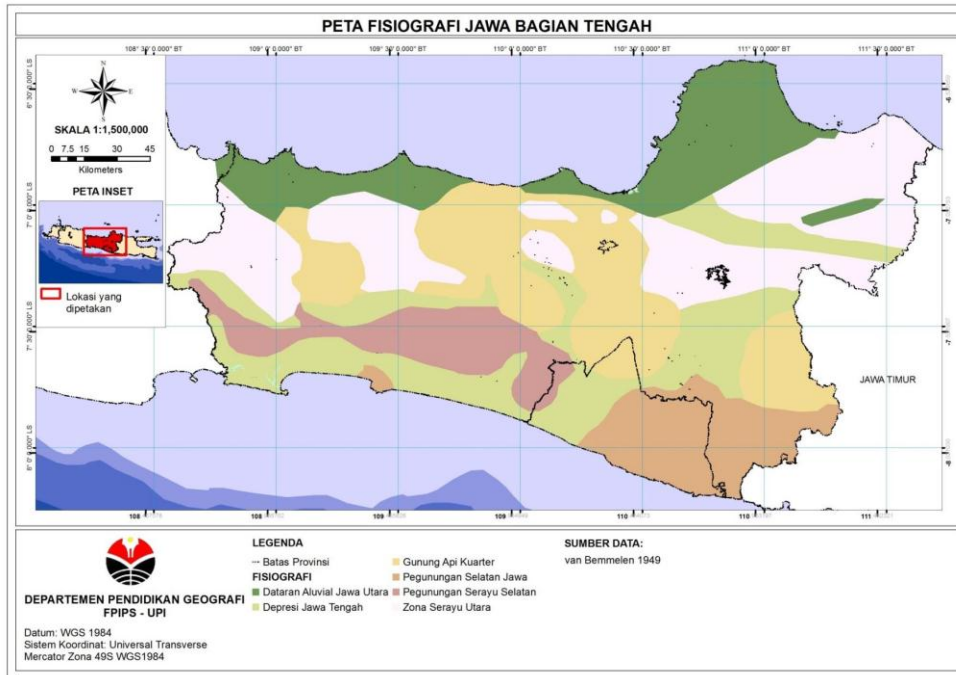 PETA FISIOGRAFI JAWA BAGIAN TENGAH
108° 30' 0,000" BT
109° 0' 0,000" BT
109° 30' 0,000" BT
110° 0' 0,000" BT
110° 30' 0,000" BT
111° 0' 0,000" BT
111° 30' 0,000" BT
6° 30' 0,000" LS
7° 0' 0,000" LS
7° 30' 0,000" LS
8° 0' 0,000" LS
N
W
E
S
SKALA 1:1,500,000
0 7.5 15 30 45
Kilometers
PETA INSET
Lokasi yang
dipetakan
JAWA TIMUR
DEPARTEMEN PENDIDIKAN GEOGRAFI
FPIPS - UPI
Datum: WGS 1984
Sistem Koordinat: Universal Transverse
Mercator Zona 49S WGS1984
LEGENDA
Batas Provinsi
FISIOGRAFI
Dataran Aluvial Jawa Utara
Depresi Jawa Tengah
Gunung Api Kuarter
Pegunungan Selatan Jawa
Pegunungan Serayu Selatan
Zona Serayu Utara
SUMBER DATA:
van Bemmelen 1949